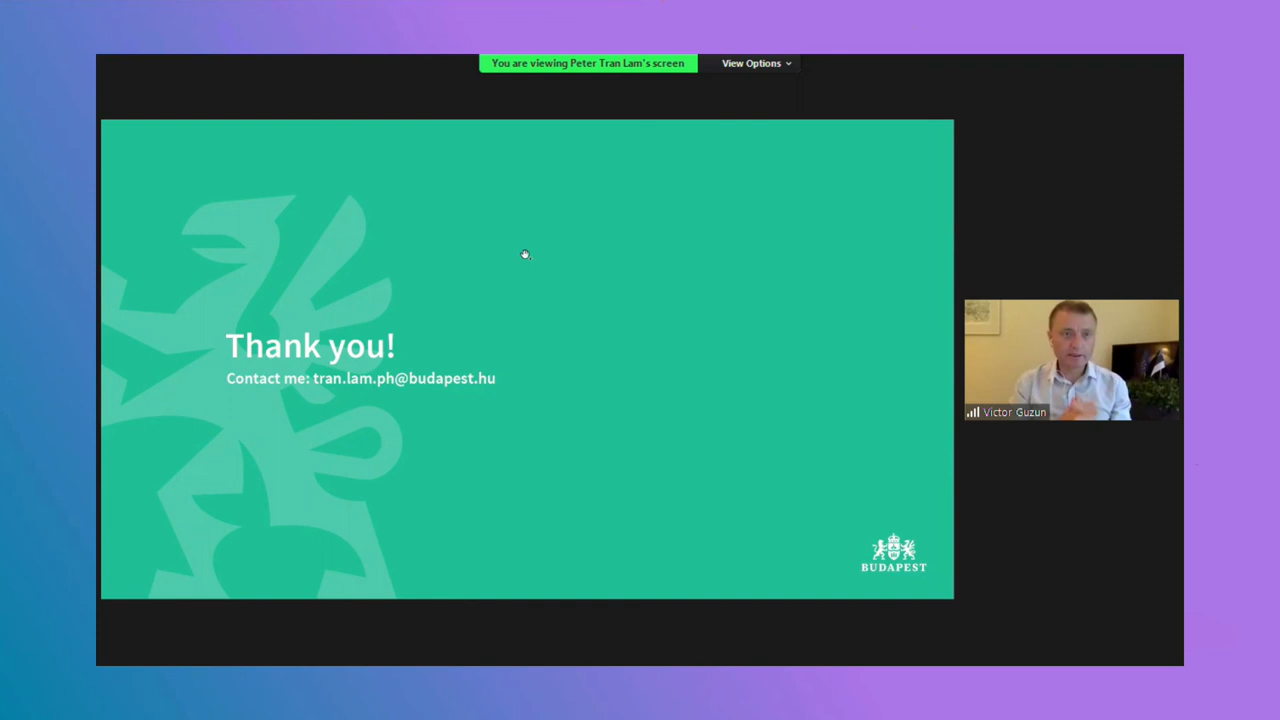 You are viewing Peter Tran Lam's screen
View Options
Thank you!
Contact me: tran.lam.ph@budapest.hu
Victor Guzun
BUDAPEST